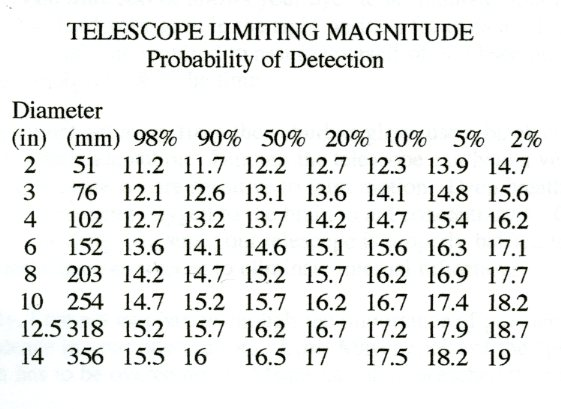 TELESCOPE LIMITING MAGNITUDE
Probability of Detection
Diameter
(in) (mm) 98% 90% 50% 20% 10% 5% 2%
2 51 11.2 11.7 12.2 12.7 12.3 13.9 14.7
3 76 12.1 12.6 13.1 13.6 14.1 14.8 15.6
4 102 12.7 13.2 13.7 14.2 14.7 15.4 16.2
6 152 13.6 14.1 14.6 15.1 15.6 16.3 17.1
8 203 14.2 14.7 15.2 15.7 16.2 16.9 17.7
10 254 14.7 15.2 15.7 16.2 16.7 17.4 18.2
12.5 318 15.2 15.7 16.2 16.7 17.2 17.9 18.7
14 356 15.5 16 16.5 17 17.5 18.2 19